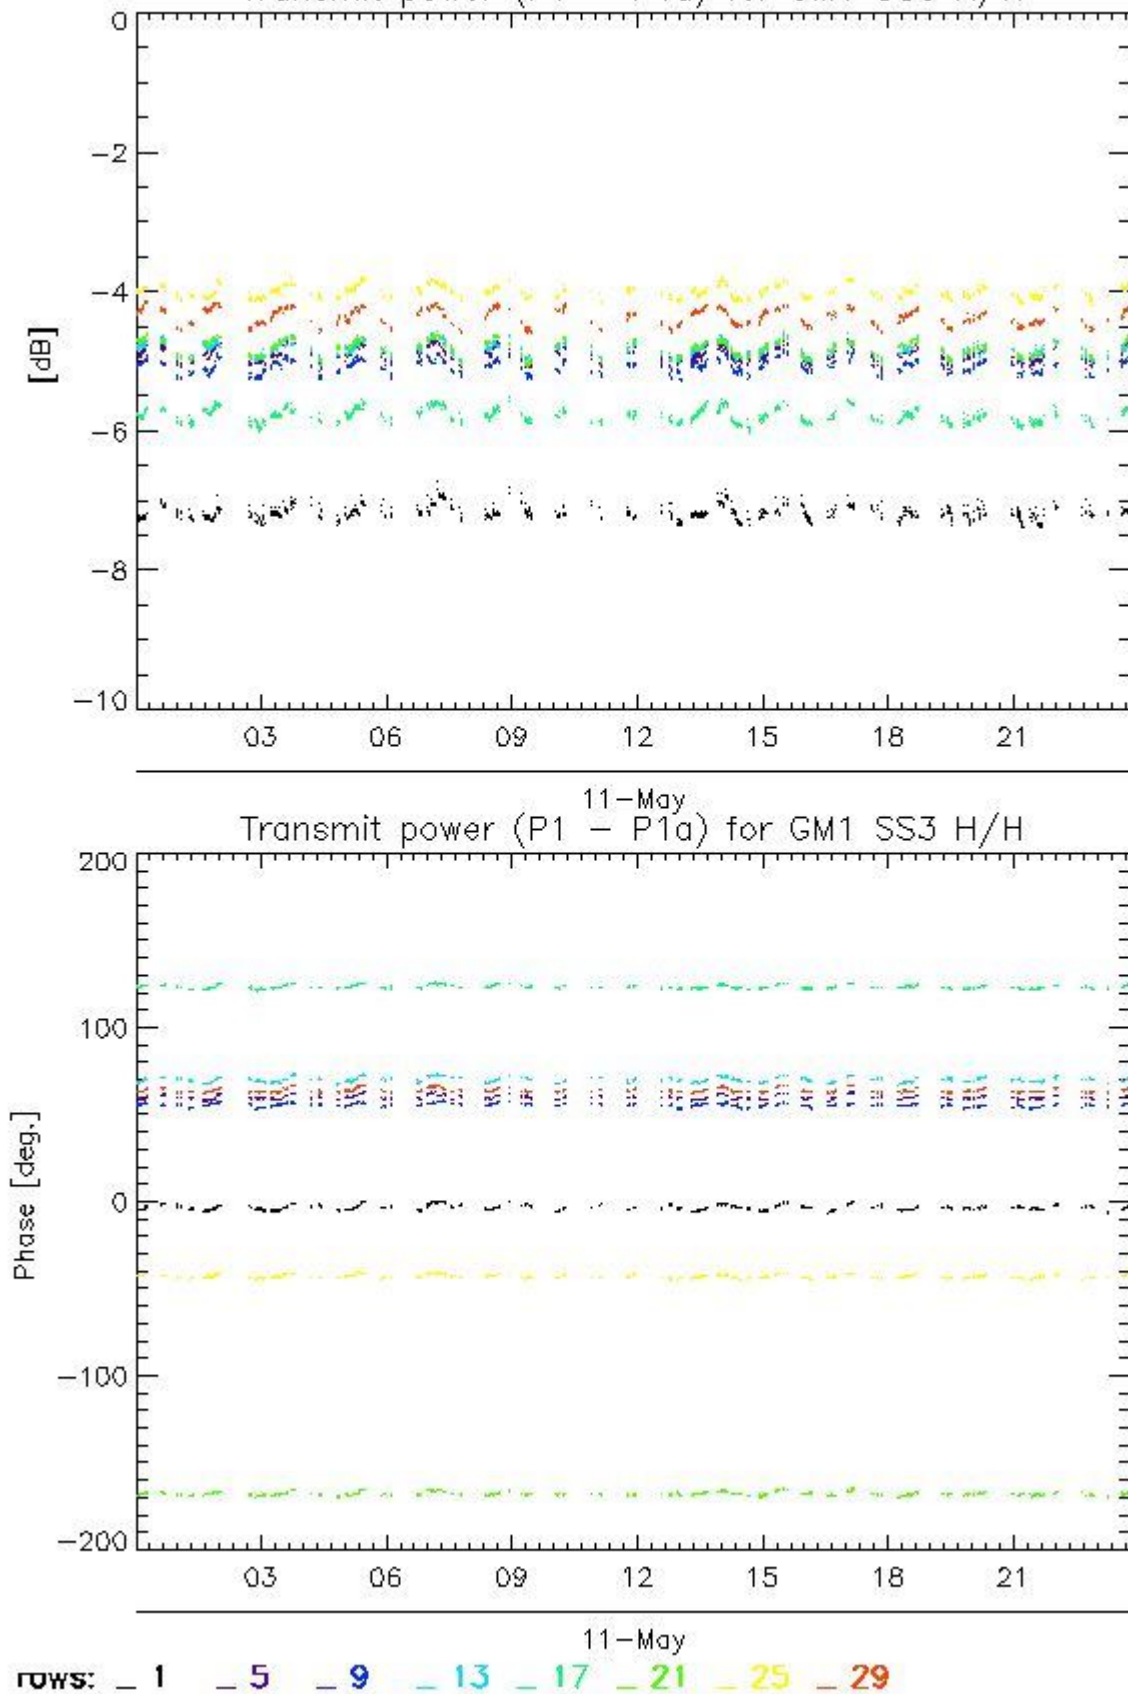 0
-2
-4
[dB]
-6
-8
-10
03 06 09 12 15 18 21
11-May
Transmit power (P1 - P1a) for GM1 SS3 H/H
200
100
0
Phase [deg.]
-100
-200
03 06 09 12 15 18 21
11-May
rows: _ 1 _ 5 _ 9 _ 13 _ 17 _ 21 _ 25 _ 29